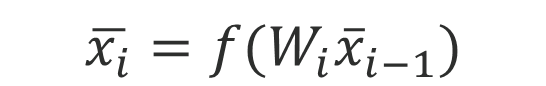 x̅ᵢ = f(Wᵢx̄ᵢ₋₁)